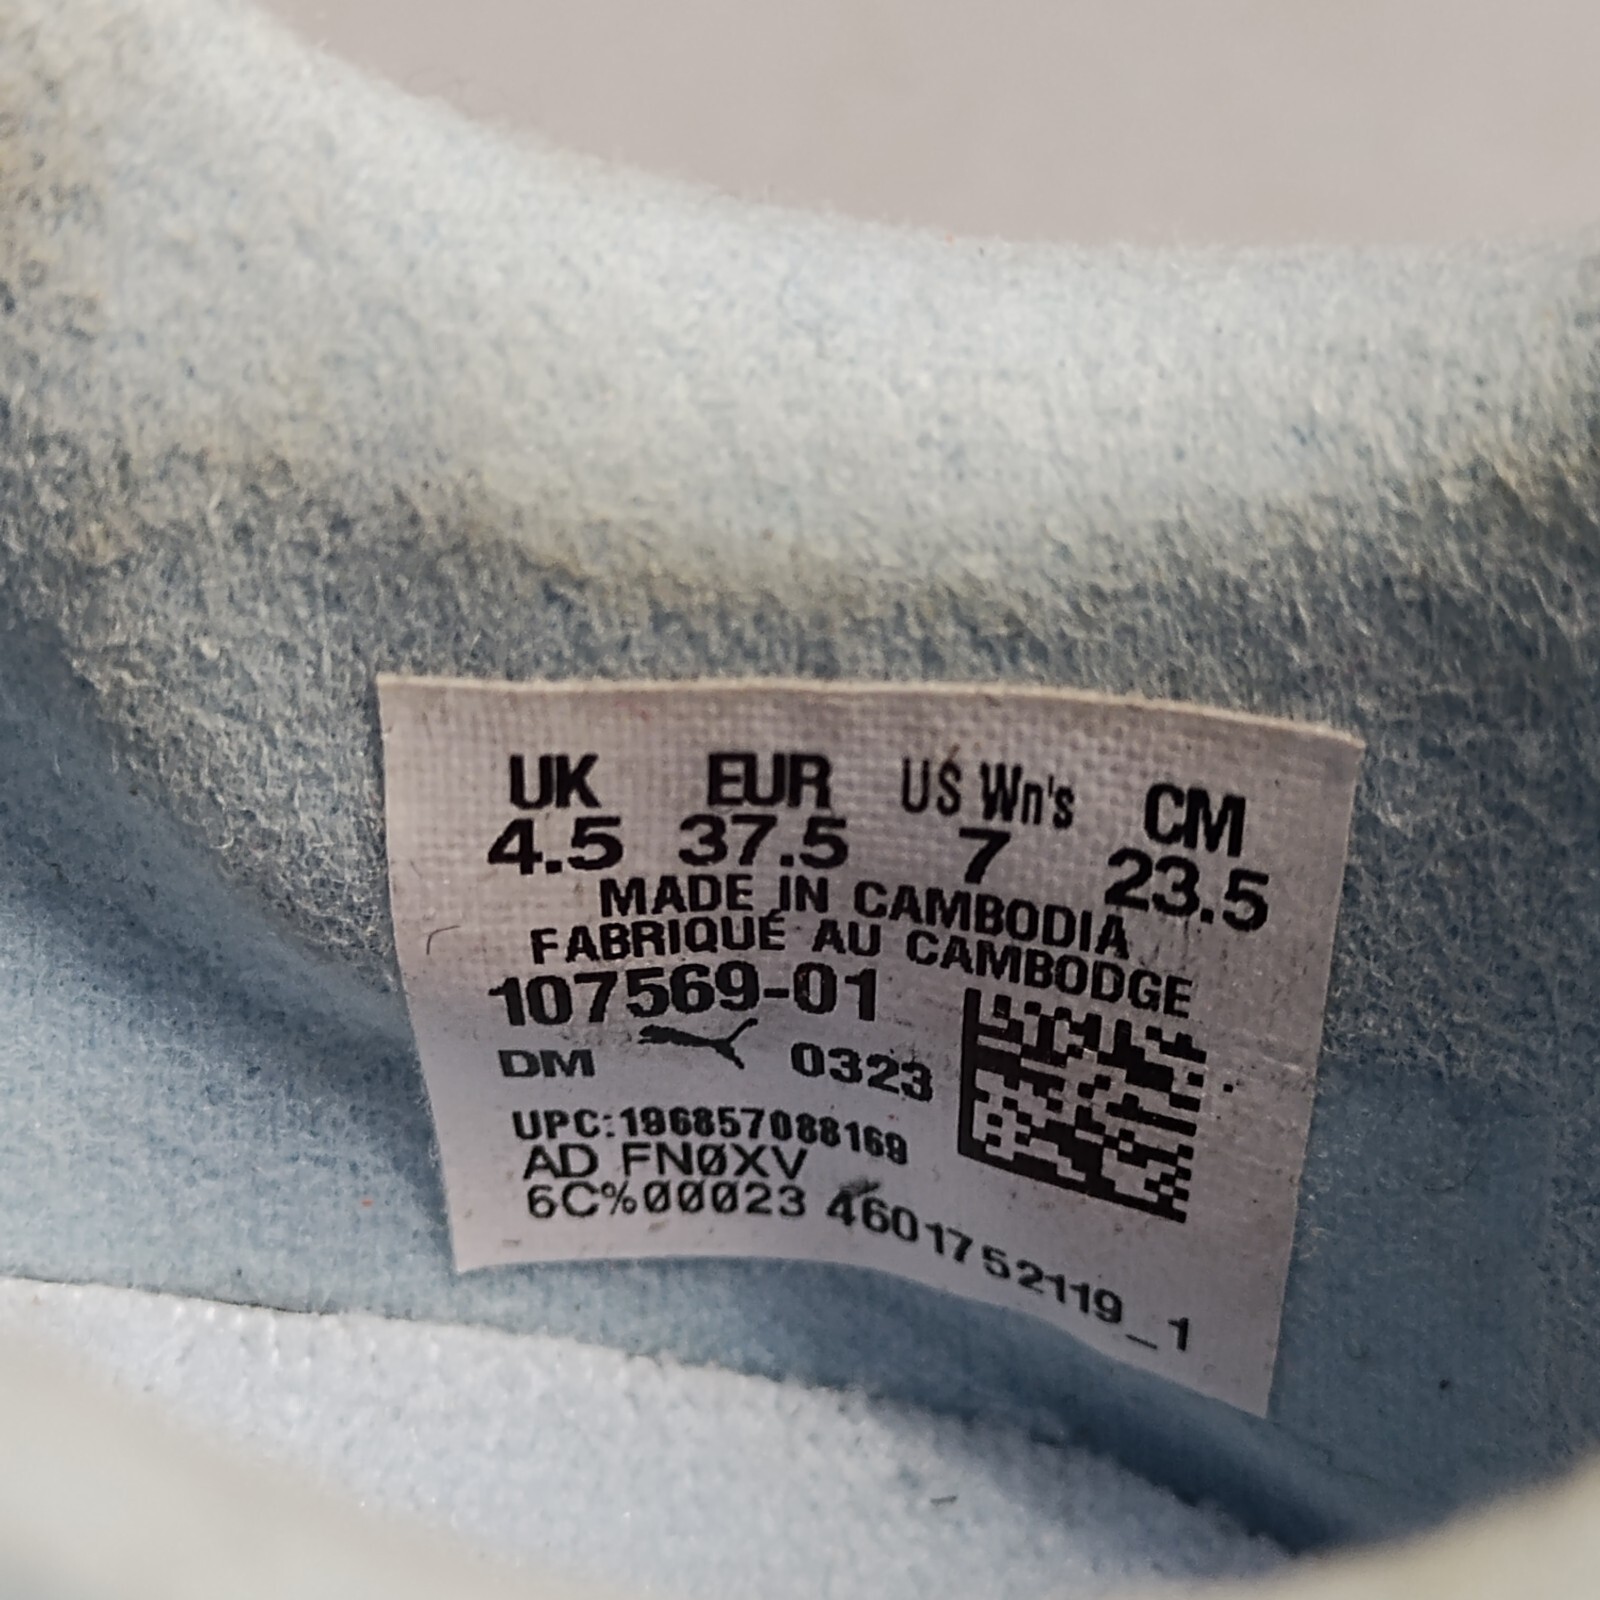 UK EUR US Wn's CM
4.5 37.5 7 23.5
MADE IN CAMBODIA
FABRIQUÉ AU CAMBODGE
107569-01
DM 0323
UPC:196857088169
AD FNØXV
6C%ØØØ23 4601752119_1